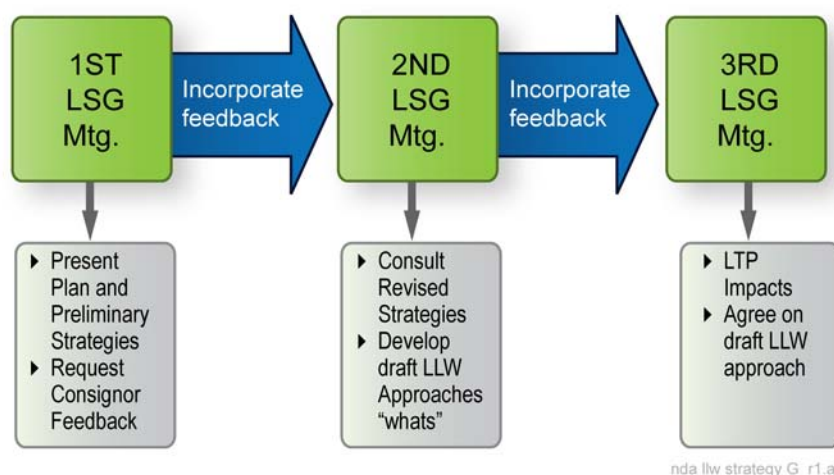 1ST
LSG
Mtg.
Incorporate
feedback
2ND
LSG
Mtg.
Incorporate
feedback
3RD
LSG
Mtg.
Present
Plan and
Preliminary
Strategies
Request
Consignor
Feedback
Consult
Revised
Strategies
Develop
draft LLW
Approaches
“whats”
LTP
Impacts
Agree on
draft LLW
approach
nda llw strategy G_r1.a